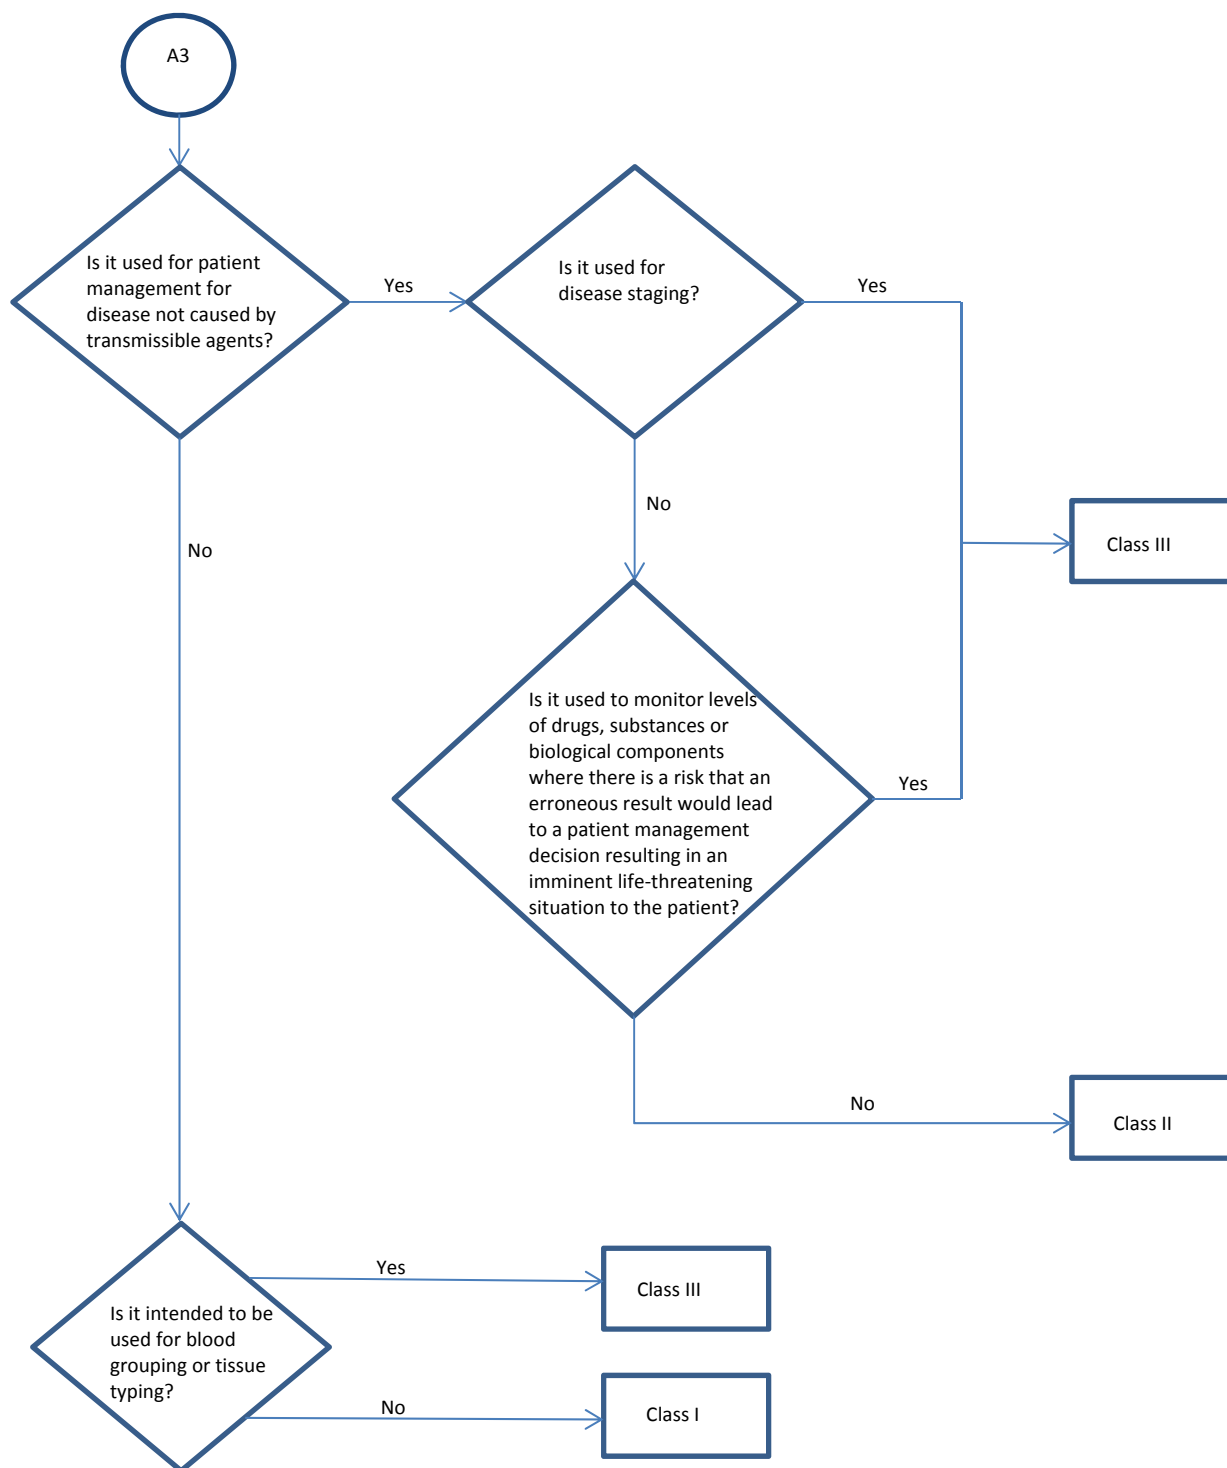 A3
Is it used for patient
management for
disease not caused by
transmissible agents?
Yes
Is it used for
disease staging?
Yes
No
No
Class III
Is it used to monitor levels
of drugs, substances or
biological components
where there is a risk that an
erroneous result would lead
to a patient management
decision resulting in an
imminent life-threatening
situation to the patient?
Yes
No
Class II
Is it intended to be
used for blood
grouping or tissue
typing?
Yes
Class III
No
Class I